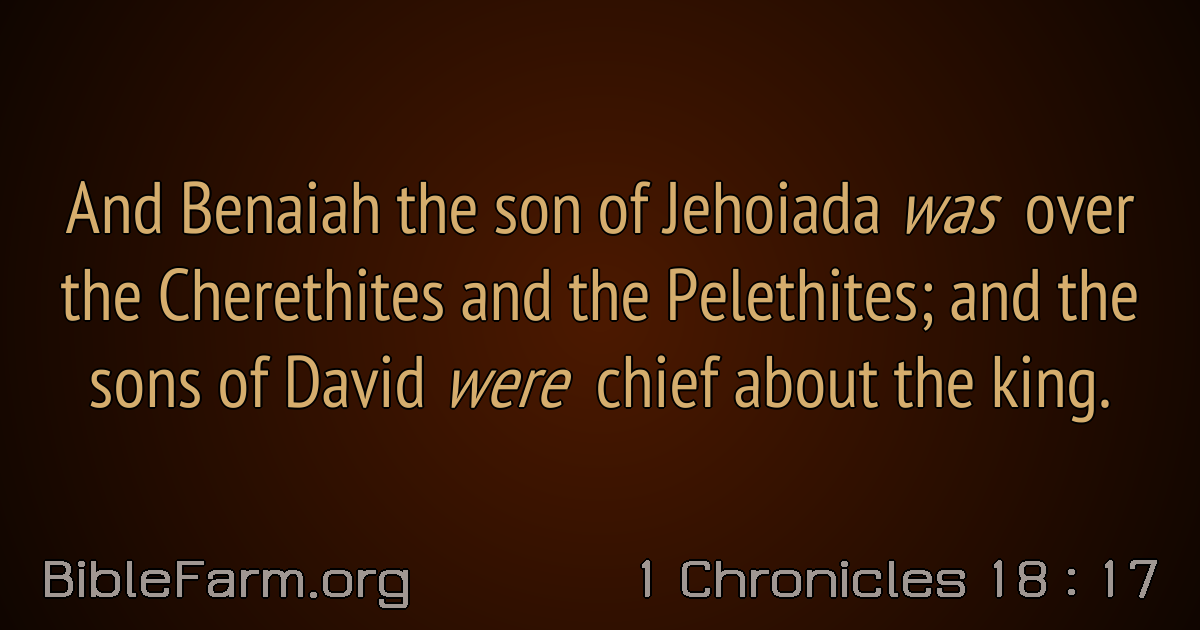 And Benaiah the son of Jehoiada was over
the Cherethites and the Pelethites; and the
sons of David were chief about the king.
BibleFarm.org
1 Chronicles 18 : 17